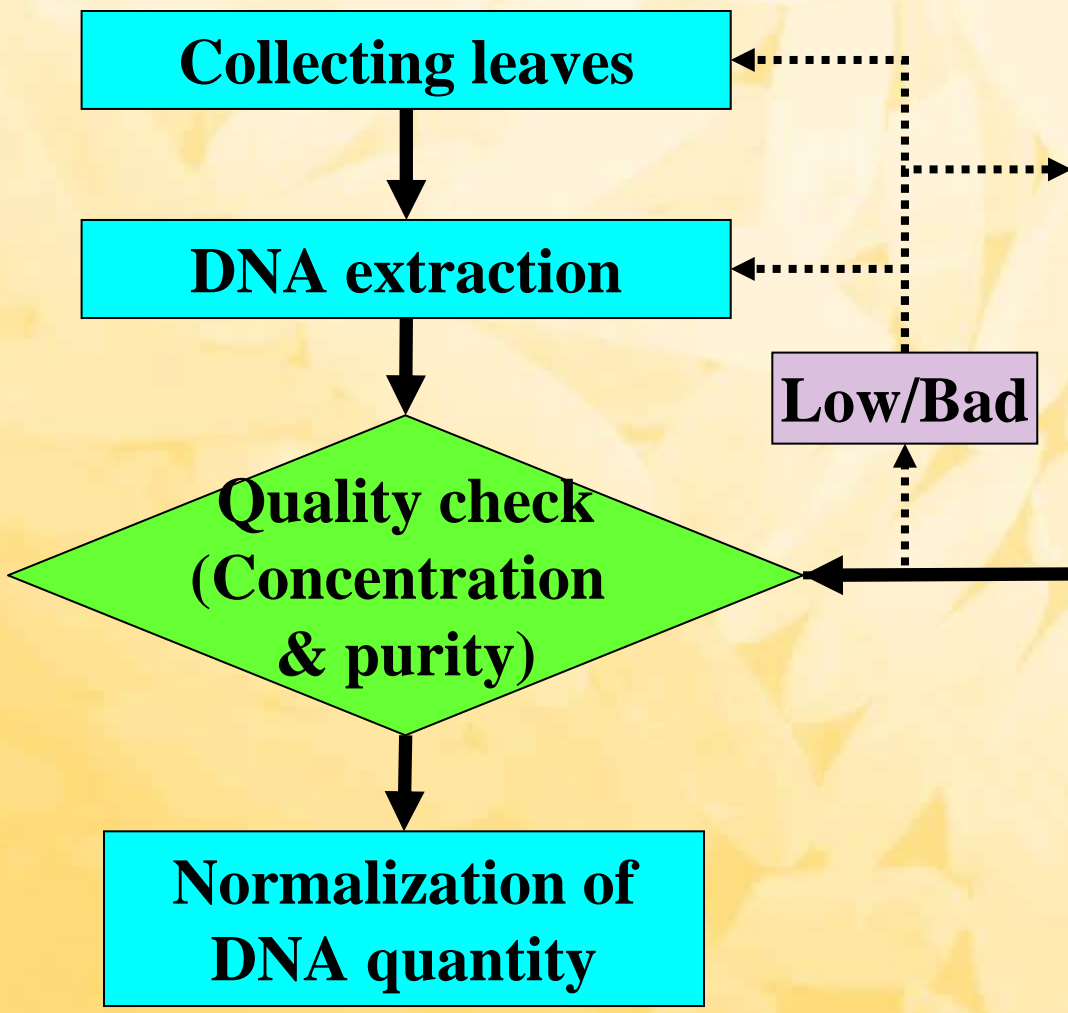 Collecting leaves
DNA extraction
Low/Bad
Quality check
(Concentration
& purity)
Normalization of
DNA quantity